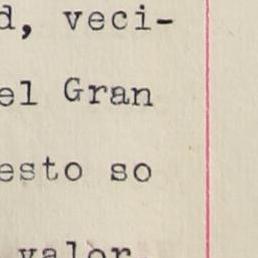 d, veci-
el Gran
esto so
valor